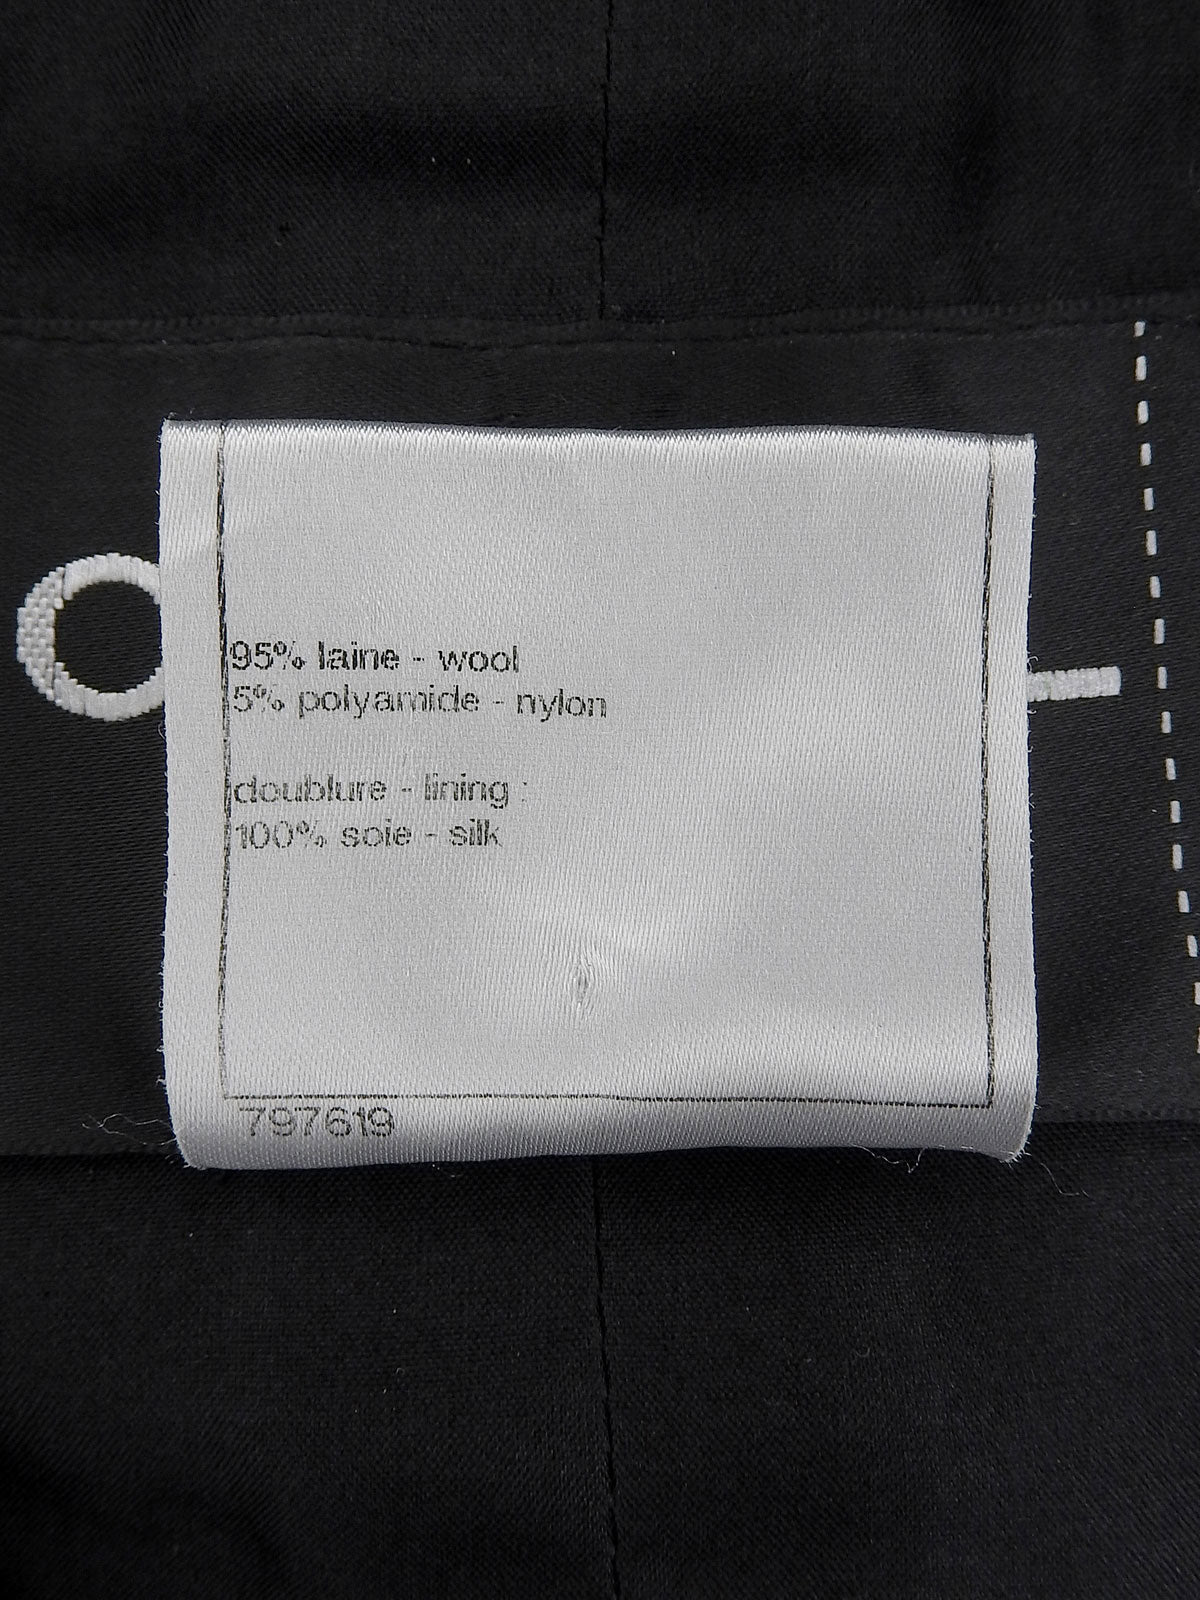 95% laine - wool
5% polyamide - nylon
doublure - lining :
100% soie - silk
797619